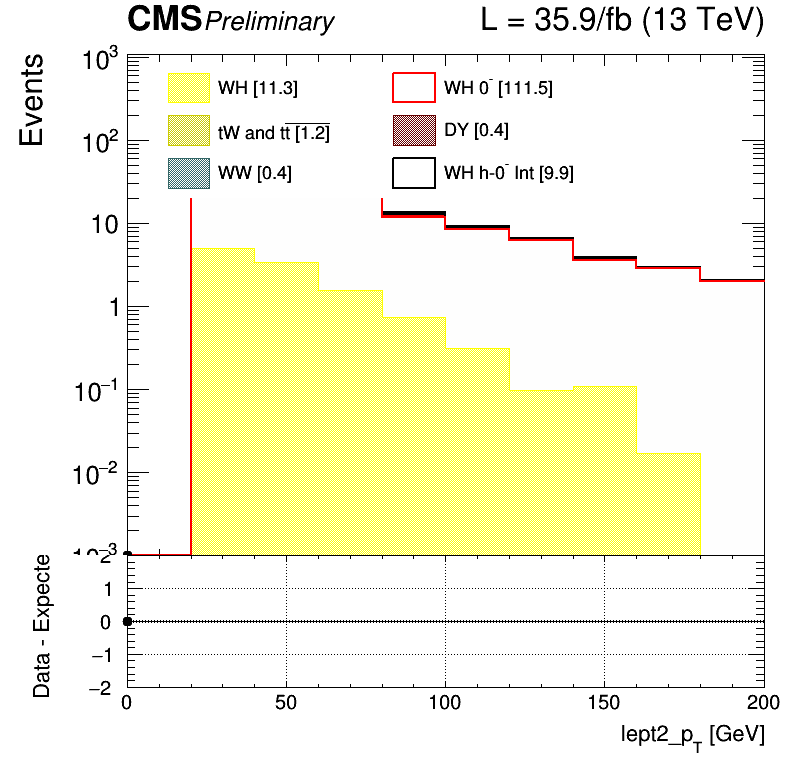 CMS Preliminary L = 35.9/fb (13 TeV)
Events
10³
10²
10
1
10⁻¹
10⁻²
10⁻³
WH [11.3]
WH 0⁻ [111.5]
tW and tt̅ [1.2]
DY [0.4]
WW [0.4]
WH h-0⁻ Int [9.9]
Data - Expecte
2
1
0
−1
−2
0 50 100 150 200
lept2_p_T [GeV]